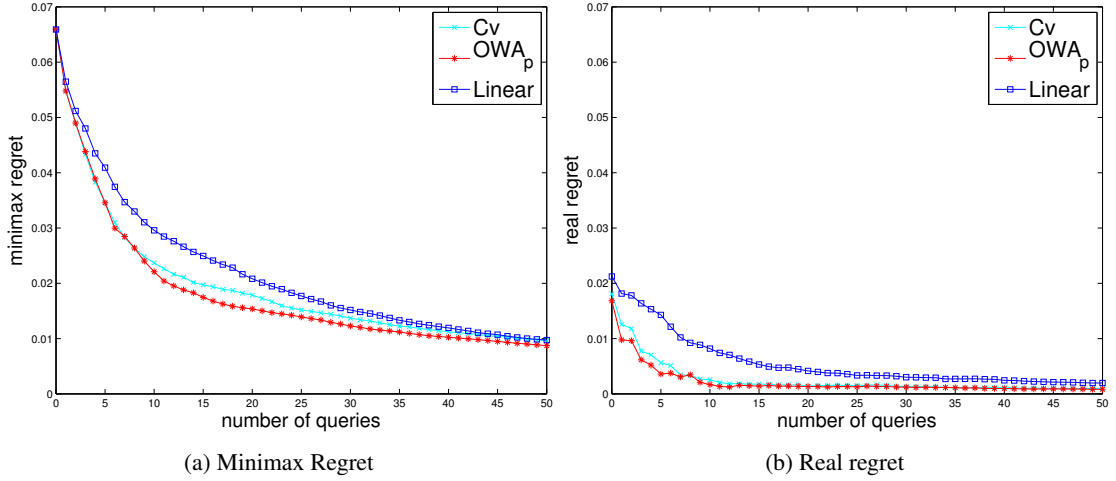 0.07
0.06
0.05
0.04
0.03
0.02
0.01
0
minimax regret
0 5 10 15 20 25 30 35 40 45 50
number of queries
Cv
OWA_p
Linear
(a) Minimax Regret
0.07
0.06
0.05
0.04
0.03
0.02
0.01
0
real regret
0 5 10 15 20 25 30 35 40 45 50
number of queries
Cv
OWA_p
Linear
(b) Real regret